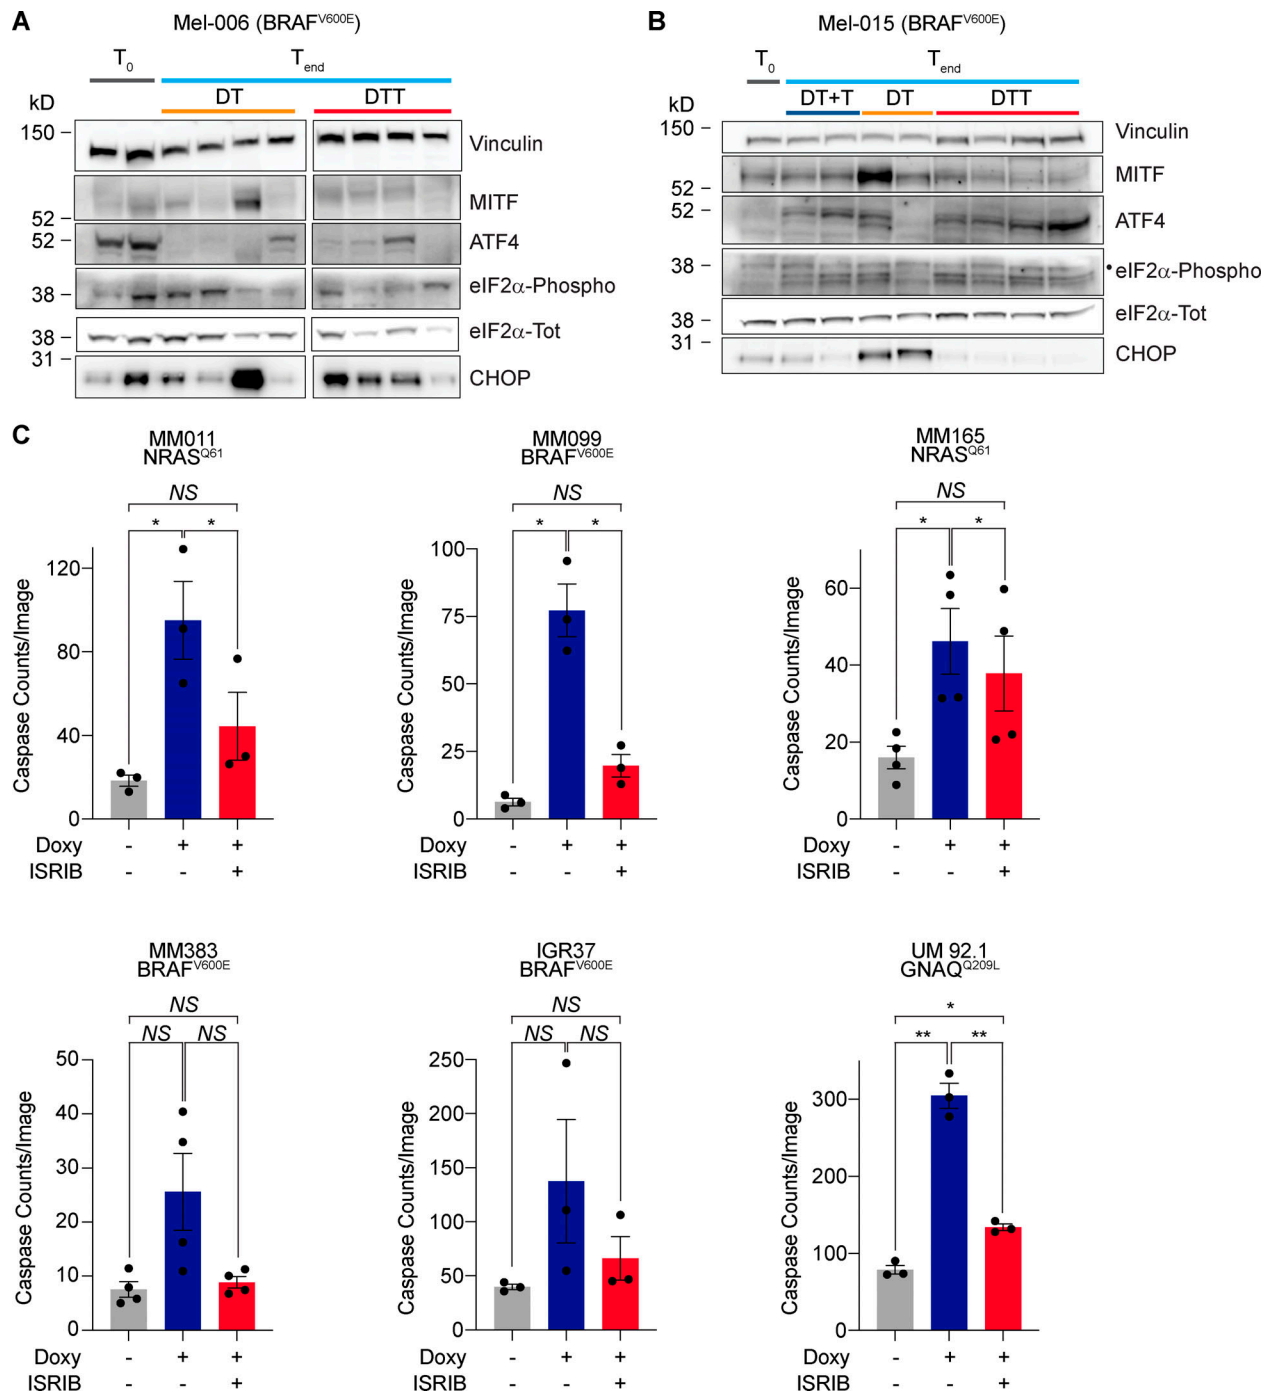 A
Mel-006 (BRAFV600E)
T0
Tend
DT
DTT
kD
150
Vinculin
MITF
52
52
ATF4
38
eIF2α-Phospho
38
eIF2α-Tot
31
CHOP
B
Mel-015 (BRAFV600E)
T0
Tend
DT+T
DT
DTT
kD
150
Vinculin
MITF
52
52
ATF4
38
•eIF2α-Phospho
38
eIF2α-Tot
31
CHOP
C
MM011
NRASQ61
NS
* *
Caspase Counts/Image
120
80
40
0
Doxy - + +
ISRIB - - +
MM099
BRAFV600E
NS
* *
Caspase Counts/Image
100
75
50
25
0
Doxy - + +
ISRIB - - +
MM165
NRASQ61
NS
* *
Caspase Counts/Image
60
40
20
0
Doxy - + +
ISRIB - - +
MM383
BRAFV600E
NS
NS NS
Caspase Counts/Image
50
40
30
20
10
0
Doxy - + +
ISRIB - - +
IGR37
BRAFV600E
NS
NS NS
Caspase Counts/Image
250
200
150
100
50
0
Doxy - + +
ISRIB - - +
UM 92.1
GNAQQ209L
*
** **
Caspase Counts/Image
300
200
100
0
Doxy - + +
ISRIB - - +